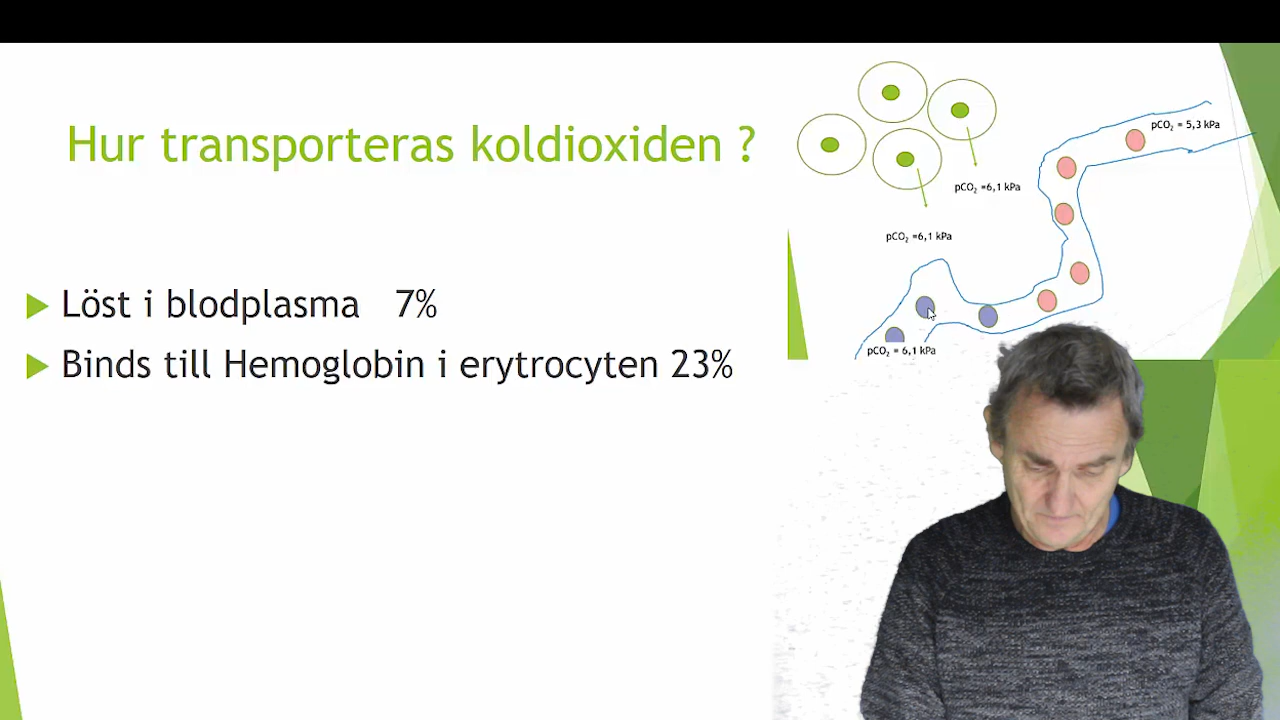 Hur transporteras koldioxiden ?
Löst i blodplasma 7%
Binds till Hemoglobin i erytrocyten 23%
pCO₂ = 5,3 kPa
pCO₂ =6,1 kPa
pCO₂ =6,1 kPa
pCO₂ = 6,1 kPa